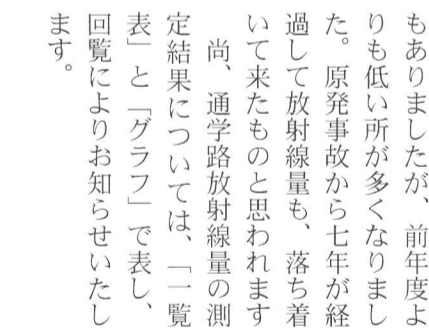 もありましたが、前年度よ
りも低い所が多くなりまし
た。原発事故から七年が経
過して放射線量も、落ち着
いて来たものと思われます
尚、通学路放射線量の測
定結果については、「一覧
表」と「グラフ」で表し、
回覧によりお知らせいたし
ます。